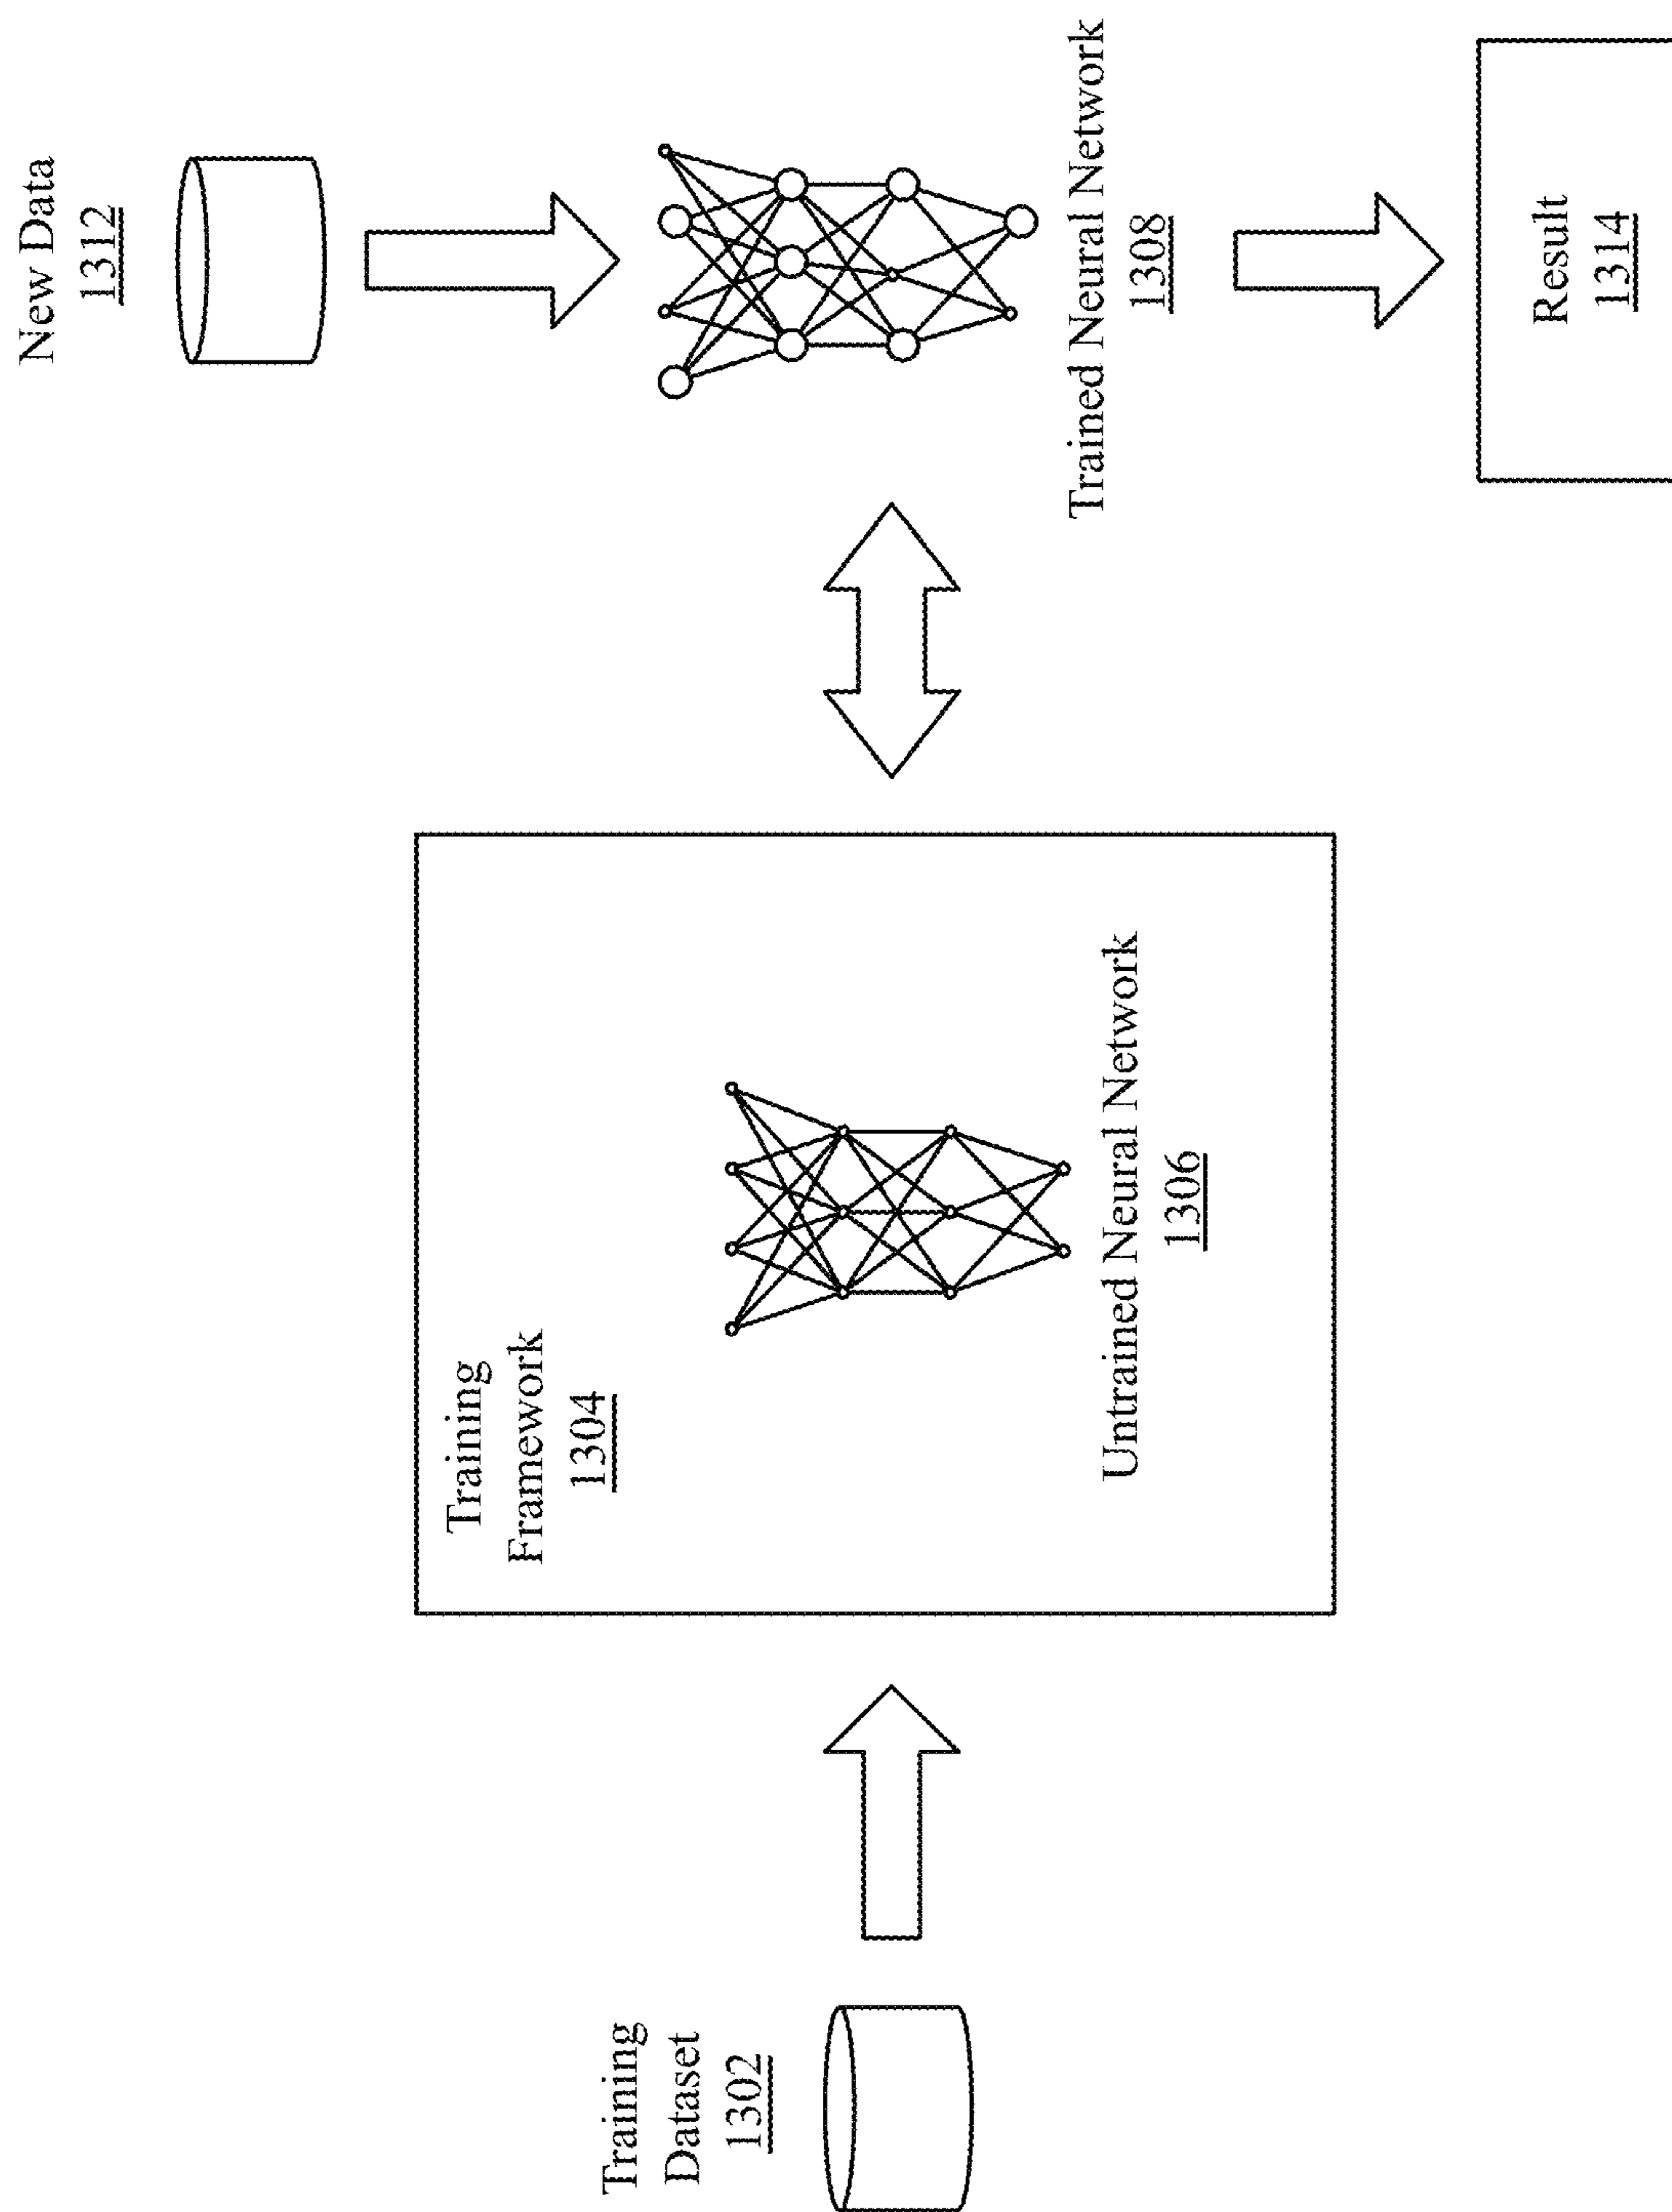 Training
Dataset
1302
Training
Framework
1304
Untrained Neural Network
1306
New Data
1312
Trained Neural Network
1308
Result
1314